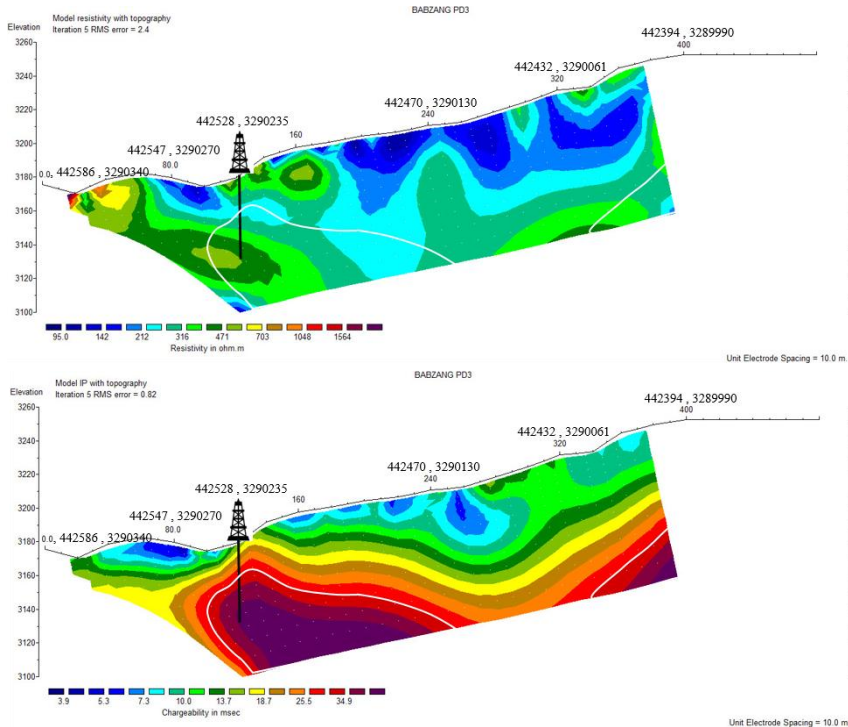 BABZANG PD3
Model resistivity with topography
Iteration 5 RMS error = 2.4
Elevation
3260
3240
3220
3200
3180
3160
3140
3120
3100
442394 , 3289990
400
442432 , 3290061
320
442470 , 3290130
240
442528 , 3290235
160
442547 , 3290270
80.0
0.0
442586 , 3290340
95.0 142 212 316 471 703 1048 1564
Resistivity in ohm.m
Unit Electrode Spacing = 10.0 m.
BABZANG PD3
Model IP with topography
Iteration 5 RMS error = 0.82
Elevation
3260
3240
3220
3200
3180
3160
3140
3120
3100
442394 , 3289990
400
442432 , 3290061
320
442470 , 3290130
240
442528 , 3290235
160
442547 , 3290270
80.0
0.0
442586 , 3290340
3.9 5.3 7.3 10.0 13.7 18.7 25.5 34.9
Chargeability in msec
Unit Electrode Spacing = 10.0 m.